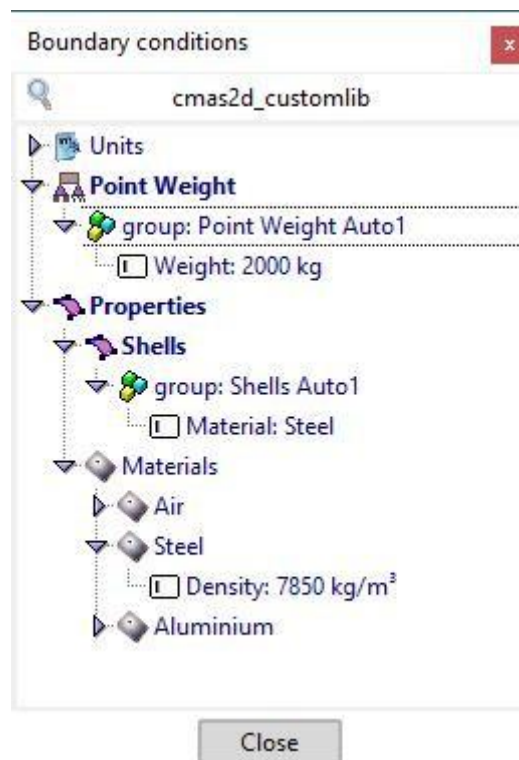 Boundary conditions
x
cmas2d_customlib
Units
Point Weight
group: Point Weight Auto1
Weight: 2000 kg
Properties
Shells
group: Shells Auto1
Material: Steel
Materials
Air
Steel
Density: 7850 kg/m³
Aluminium
Close